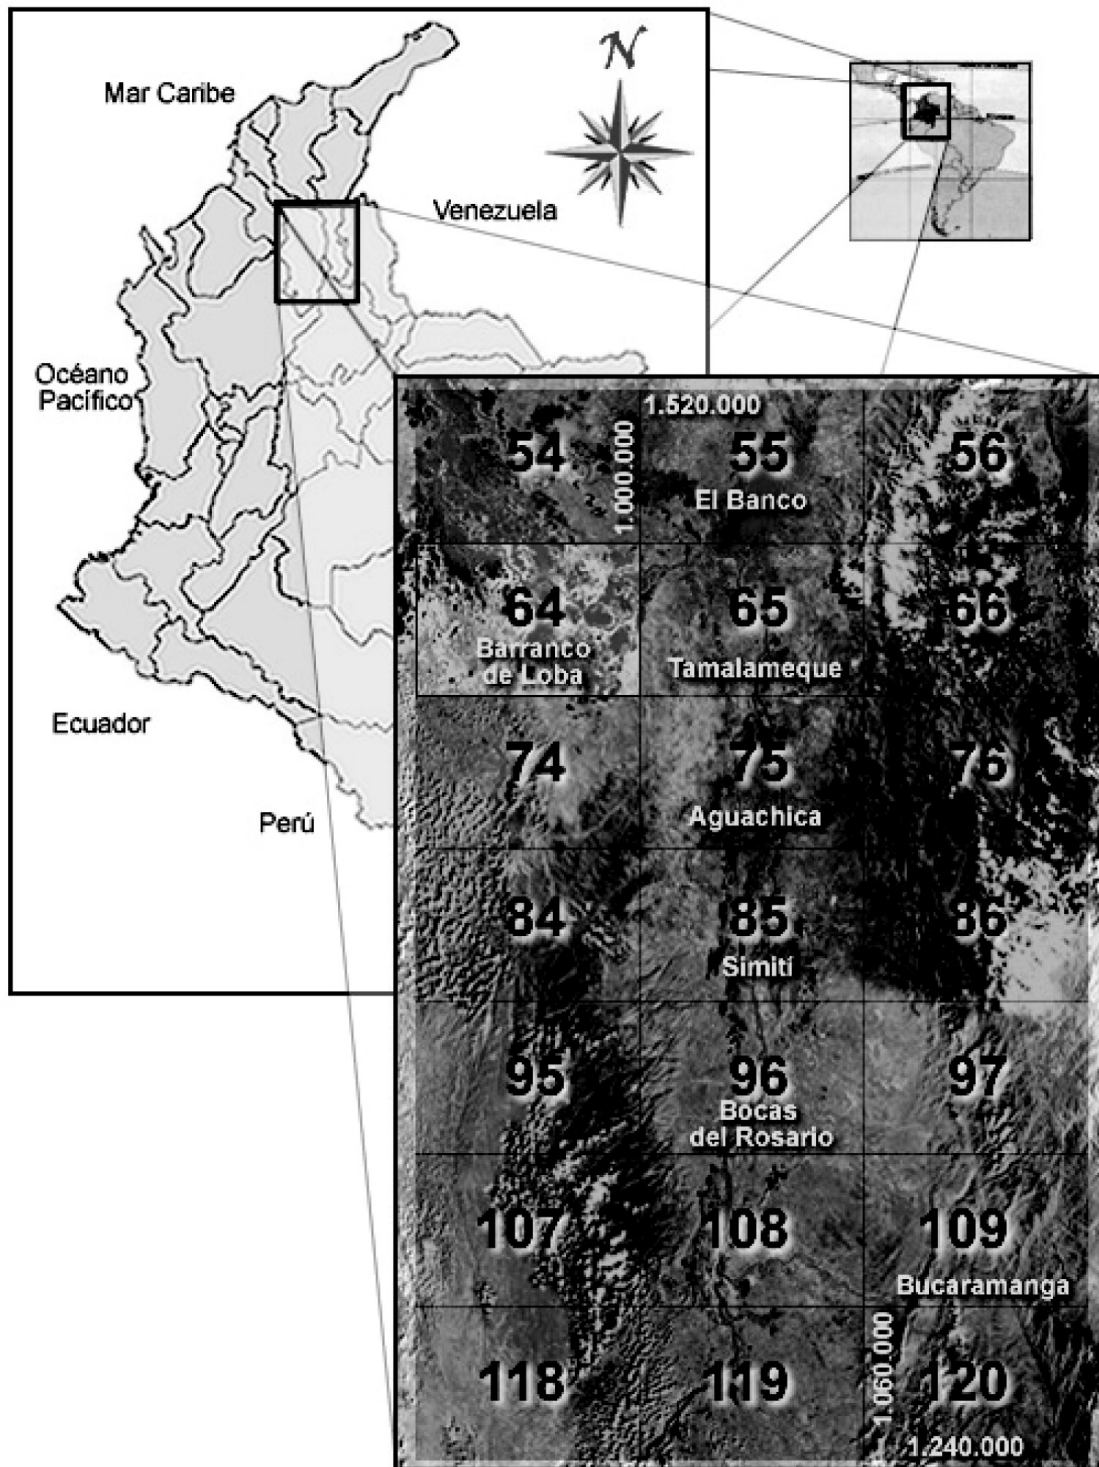 N
Mar Caribe
Venezuela
Océano
Pacífico
Ecuador
Perú
1.520.000
1.000.000
54
55
56
El Banco
64
65
66
Barranco
de Loba
Tamalameque
74
75
76
Aguachica
84
85
86
Simití
95
96
97
Bocas
del Rosario
107
108
109
Bucaramanga
118
119
120
1.060.000
1.240.000